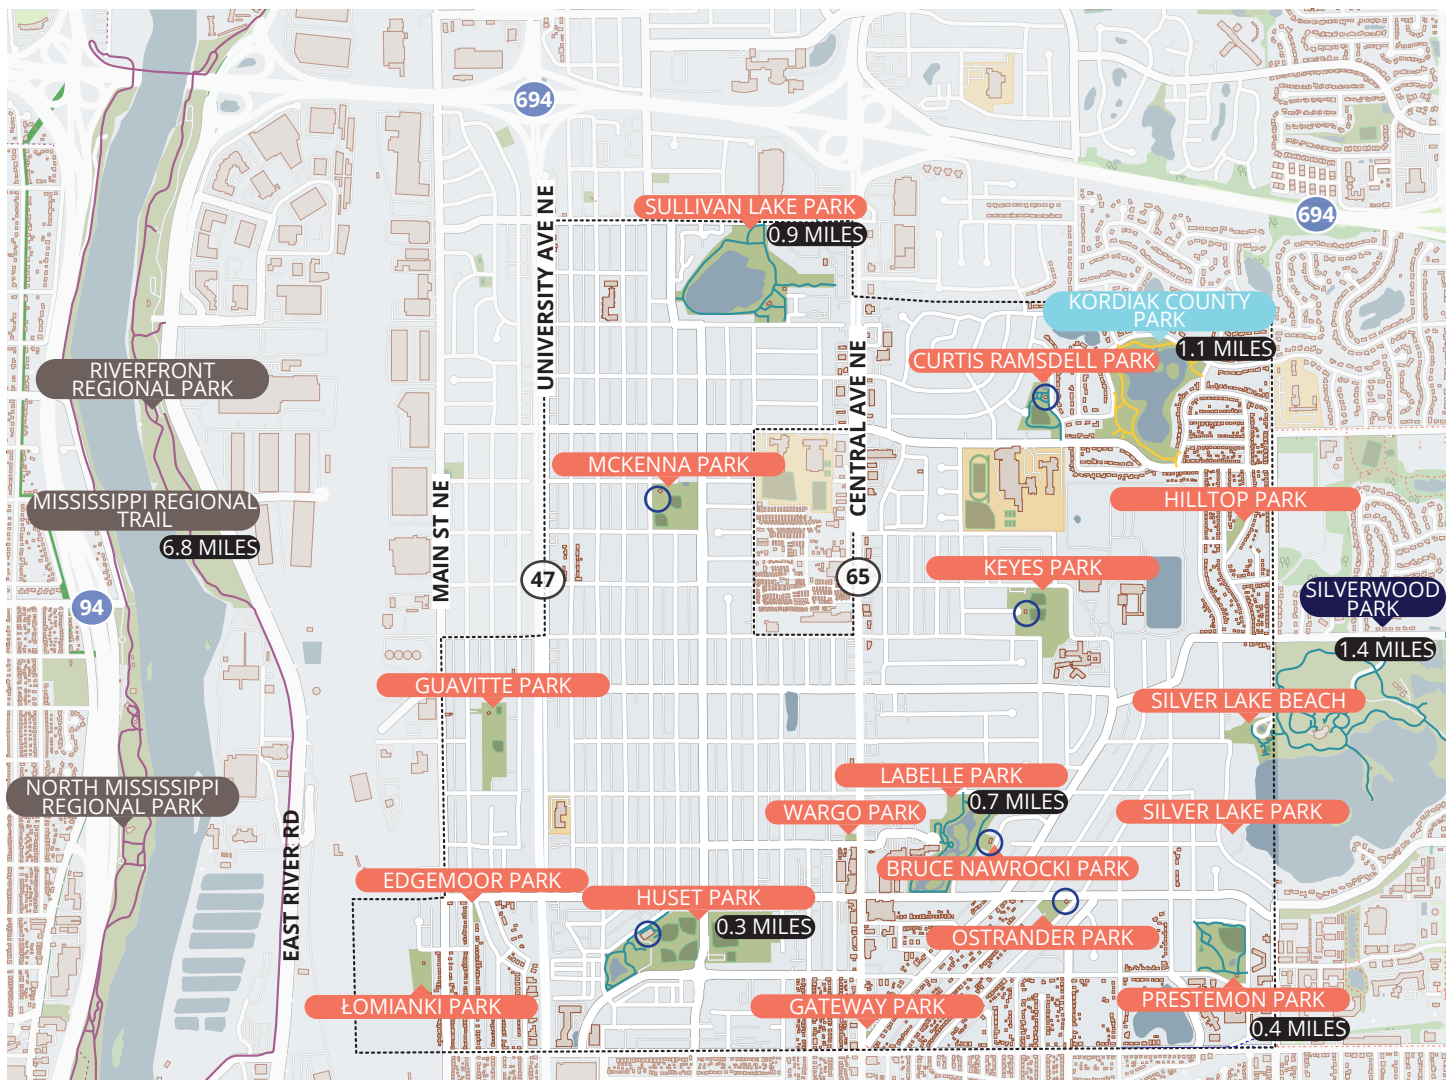 694
SULLIVAN LAKE PARK
0.9 MILES
694
UNIVERSITY AVE NE
KORDIAK COUNTY
PARK
1.1 MILES
CURTIS RAMSDELL PARK
RIVERFRONT
REGIONAL PARK
CENTRAL AVE NE
MCKENNA PARK
HILLTOP PARK
MISSISSIPPI REGIONAL
TRAIL
6.8 MILES
MAIN ST NE
KEYES PARK
47
65
94
SILVERWOOD
PARK
1.4 MILES
GUAVITTE PARK
SILVER LAKE BEACH
LABELLE PARK
0.7 MILES
NORTH MISSISSIPPI
REGIONAL PARK
WARGO PARK
SILVER LAKE PARK
EAST RIVER RD
BRUCE NAWROCKI PARK
EDGEMOOR PARK
HUSET PARK
0.3 MILES
OSTRANDER PARK
ŁOMIANKI PARK
GATEWAY PARK
PRESTEMON PARK
0.4 MILES